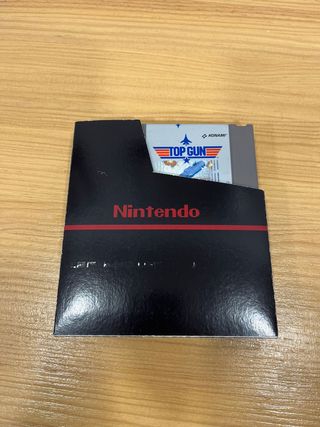 KONAMI
TOP GUN
Nintendo